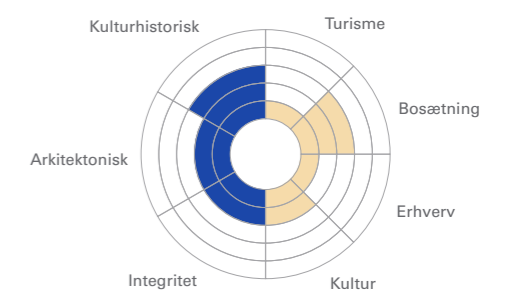 Kulturhistorisk
Turisme
Bosætning
Arkitektonisk
Erhverv
Integritet
Kultur